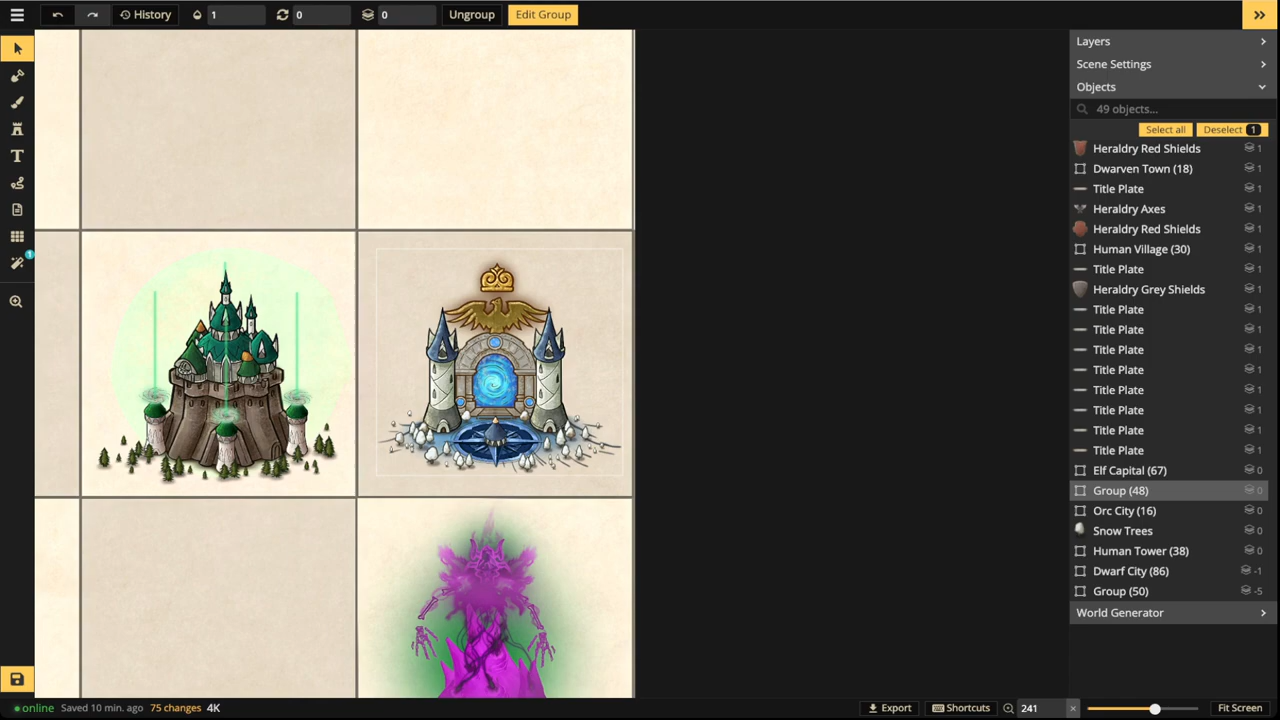 History
1
0
0
Ungroup
Edit Group
Layers
Scene Settings
Objects
49 objects...
Select all
Deselect 1
Heraldry Red Shields 1
Dwarven Town (18) 1
Title Plate 1
Heraldry Axes 1
Heraldry Red Shields 1
Human Village (30) 1
Title Plate 1
Heraldry Grey Shields 1
Title Plate 1
Title Plate 1
Title Plate 1
Title Plate 1
Title Plate 1
Title Plate 1
Title Plate 1
Title Plate 1
Elf Capital (67) 0
Group (48) 0
Orc City (16) 0
Snow Trees 0
Human Tower (38) 0
Dwarf City (86) -1
Group (50) -5
World Generator
T
1
online Saved 10 min. ago 75 changes 4K
Export
Shortcuts
241
Fit Screen